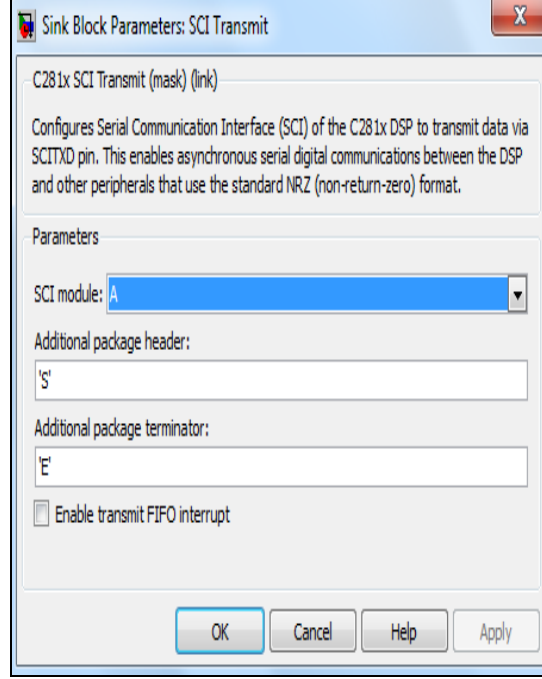 Sink Block Parameters: SCI Transmit
X
C281x SCI Transmit (mask) (link)
Configures Serial Communication Interface (SCI) of the C281x DSP to transmit data via
SCITXD pin. This enables asynchronous serial digital communications between the DSP
and other peripherals that use the standard NRZ (non-return-zero) format.
Parameters
SCI module: A
Additional package header:
'S'
Additional package terminator:
'E'
Enable transmit FIFO interrupt
OK Cancel Help Apply